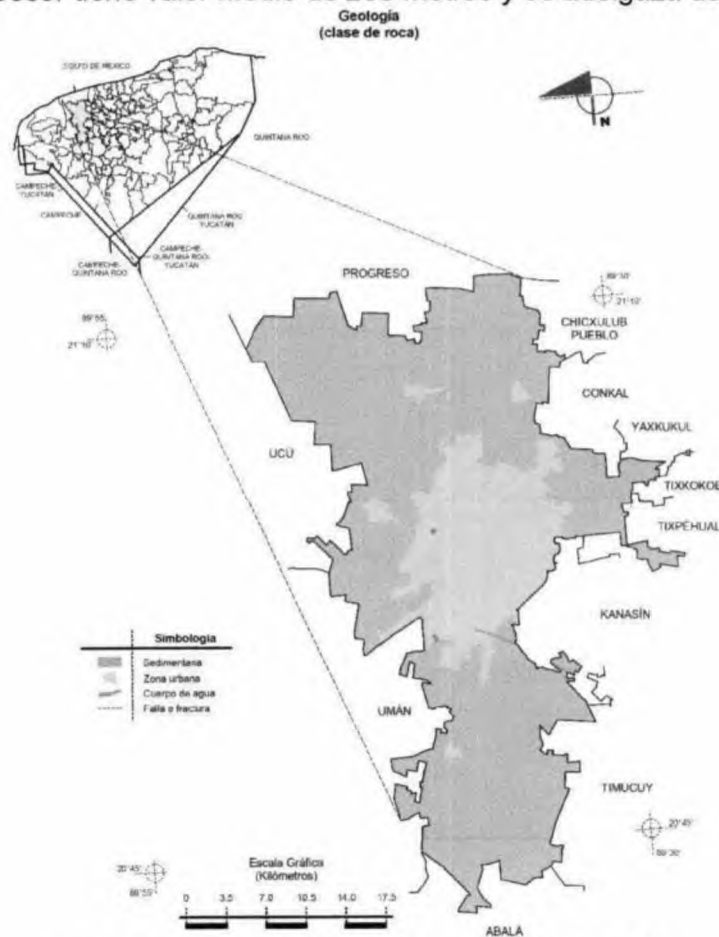 Geología
(clase de roca)
GOLFO DE MEXICO
QUINTANA ROO
CAMPECHE-
YUCATÁN
CAMPECHE
QUINTANA ROO
YUCATÁN
CAMPECHE-
QUINTANA ROO
CAMPECHE-
QUINTANA ROO-
YUCATÁN
N
PROGRESO
89°30'
21°10'
CHICXULUB
PUEBLO
89°55'
21°10'
CONKAL
YAXKUKUL
UCÚ
TIXKOKOB
TIXPÉHUAL
KANASÍN
Simbología
Sedimentaria
Zona urbana
Cuerpo de agua
Falla o fractura
UMÁN
TIMUCUY
20°45'
89°30'
20°45'
89°55'
Escala Gráfica
(Kilómetros)
0 3.5 7.0 10.5 14.0 17.5
ABALÁ